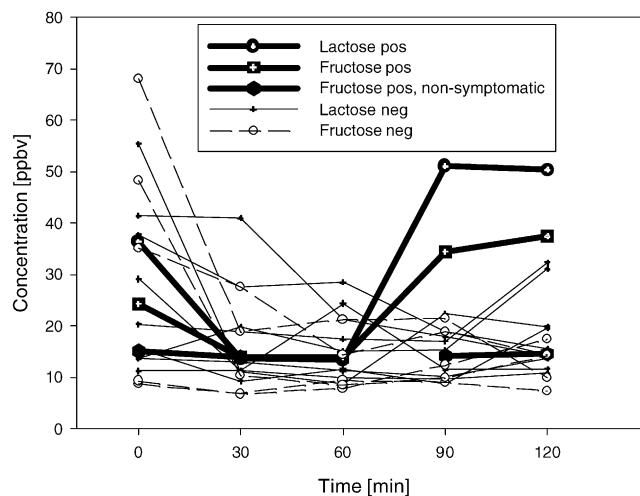 80
70
60
50
40
30
20
10
0
Concentration [ppbv]
Lactose pos
Fructose pos
Fructose pos, non-symptomatic
Lactose neg
Fructose neg
0 30 60 90 120
Time [min]